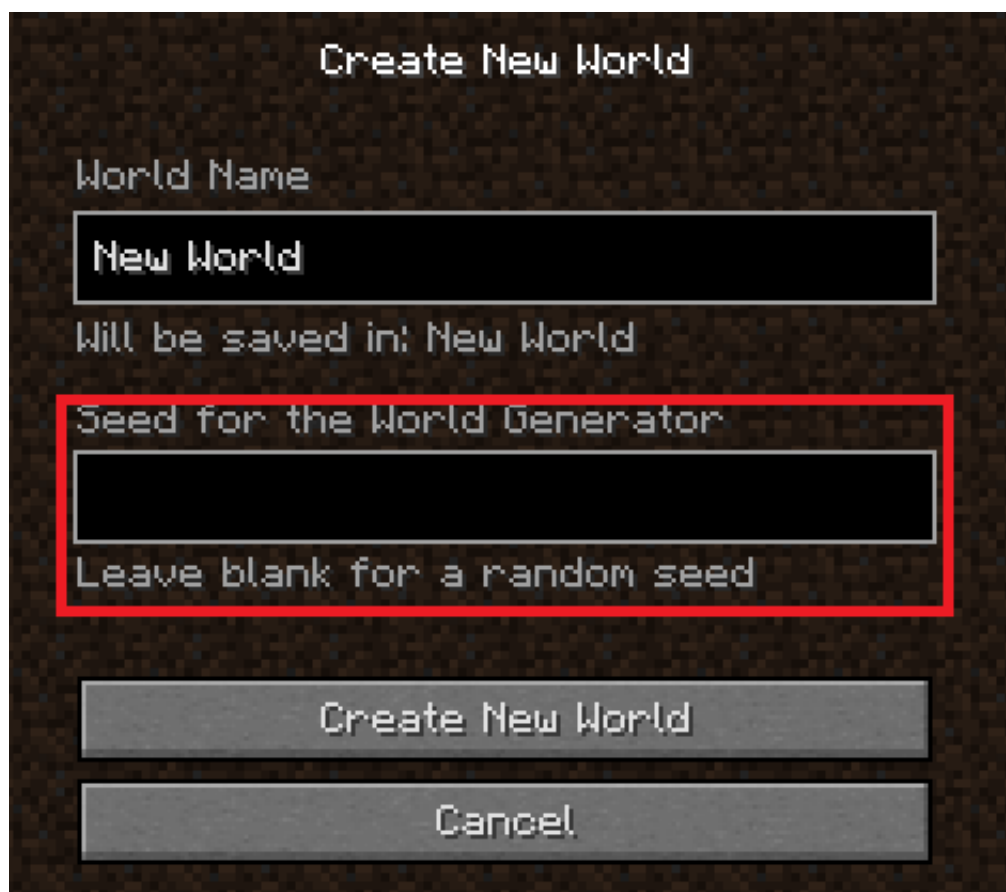 Create New World
World Name
New World
Will be saved in: New World
Seed for the World Generator
Leave blank for a random seed
Create New World
Cancel